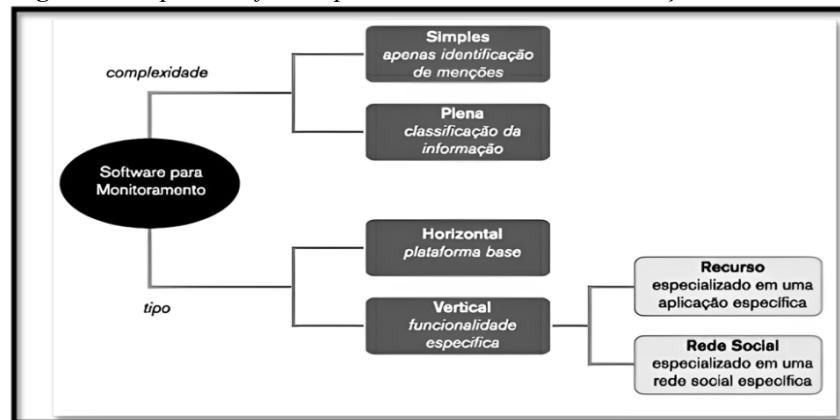 Simples
apenas identificação
de menções
complexidade
Plena
classificação da
informação
Software para
Monitoramento
Horizontal
plataforma base
Recurso
especializado em uma
aplicação específica
tipo
Vertical
funcionalidade
específica
Rede Social
especializado em uma
rede social específica